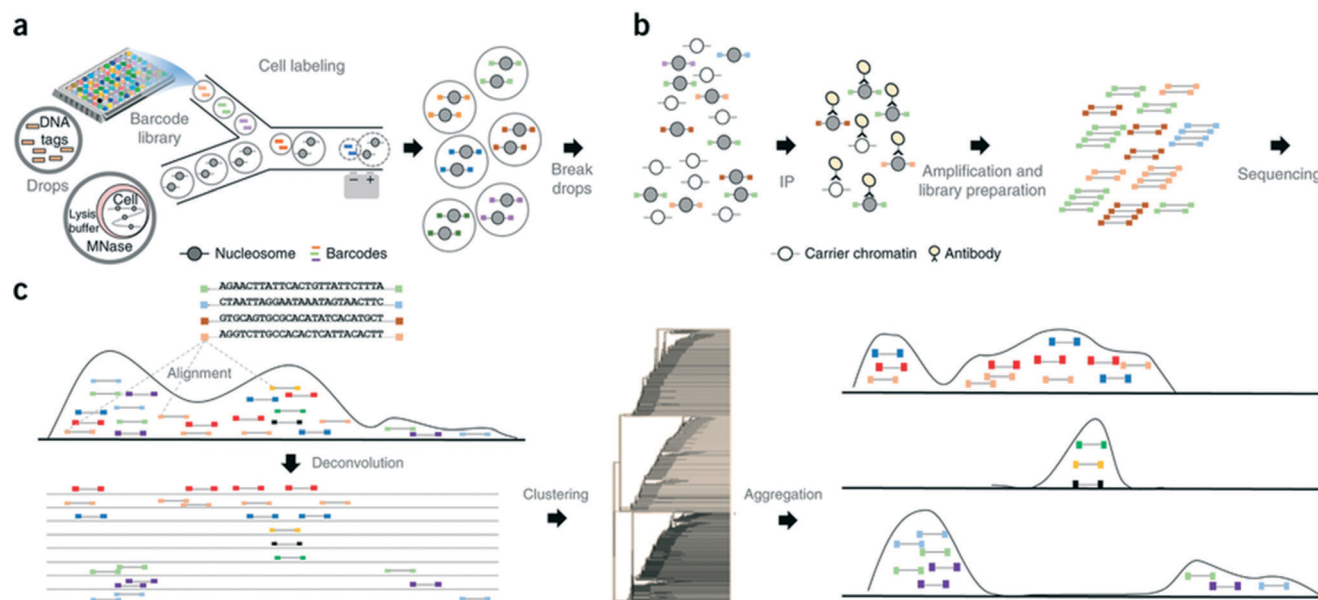 a
Cell labeling
Barcode
library
DNA
tags
Drops
Cell
Lysis
buffer
MNase
− +
Break
drops
Nucleosome
Barcodes
b
IP
Amplification and
library preparation
Sequencing
Carrier chromatin
Antibody
c
AGAACTTATTCACTGTTATTCTTTA
CTAATTAGGAATAAATAGTAACTTC
GTGCAGTGCGCACATATCACATGCT
AGGTCTTGCCACACTCATTACACTT
Alignment
Deconvolution
Clustering
Aggregation